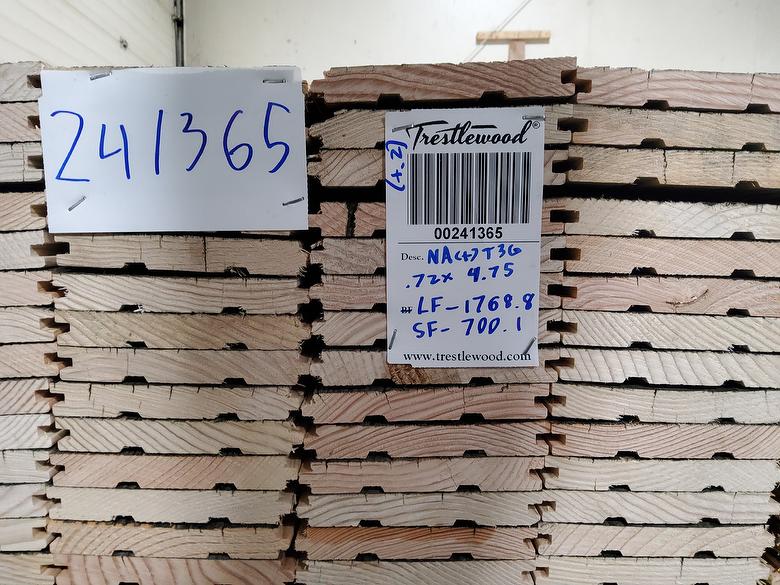 241365
Trestlewood®
(+.2)
00241365
Desc. NA(+) T3G
.72x 4.75
BF LF-1768.8
SF- 700.1
www.trestlewood.com